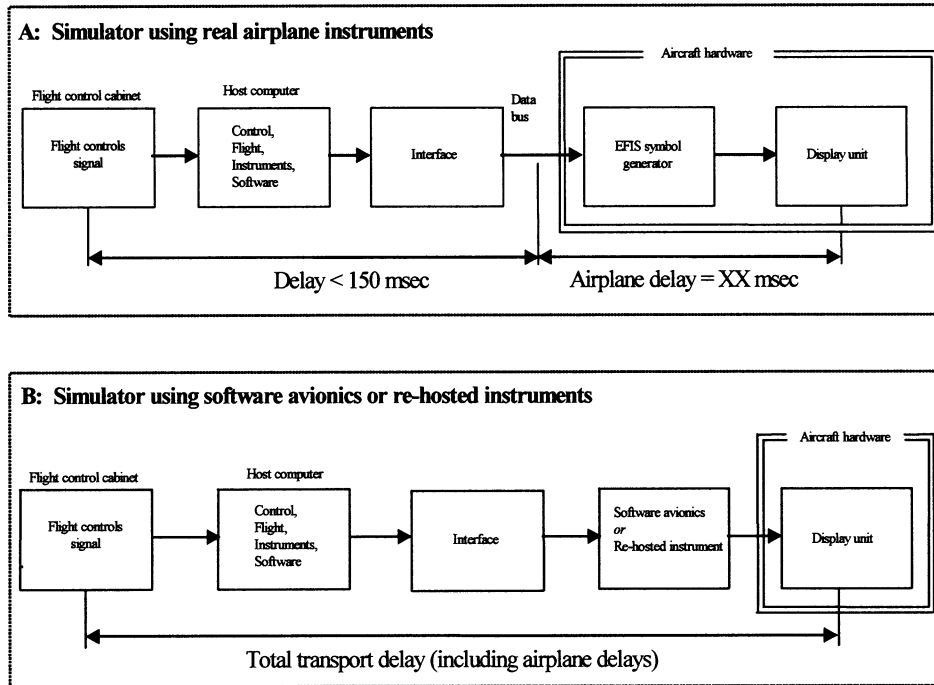 A: Simulator using real airplane instruments
Aircraft hardware
Flight control cabinet
Host computer
Data
bus
Flight controls
signal
Control,
Flight,
Instruments,
Software
Interface
EFIS symbol
generator
Display unit
Delay < 150 msec
Airplane delay = XX msec
B: Simulator using software avionics or re-hosted instruments
Aircraft hardware
Flight control cabinet
Host computer
Flight controls
signal
Control,
Flight,
Instruments,
Software
Interface
Software avionics
or
Re-hosted instrument
Display unit
Total transport delay (including airplane delays)